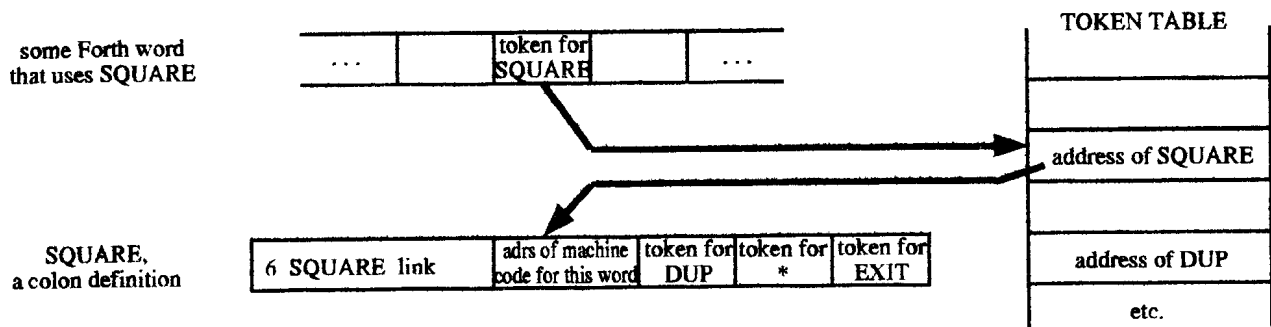 some Forth word
that uses SQUARE
...
token for
SQUARE
...
TOKEN TABLE
address of SQUARE
SQUARE,
a colon definition
6 SQUARE link
adrs of machine
code for this word
token for
DUP
token for
*
token for
EXIT
address of DUP
etc.